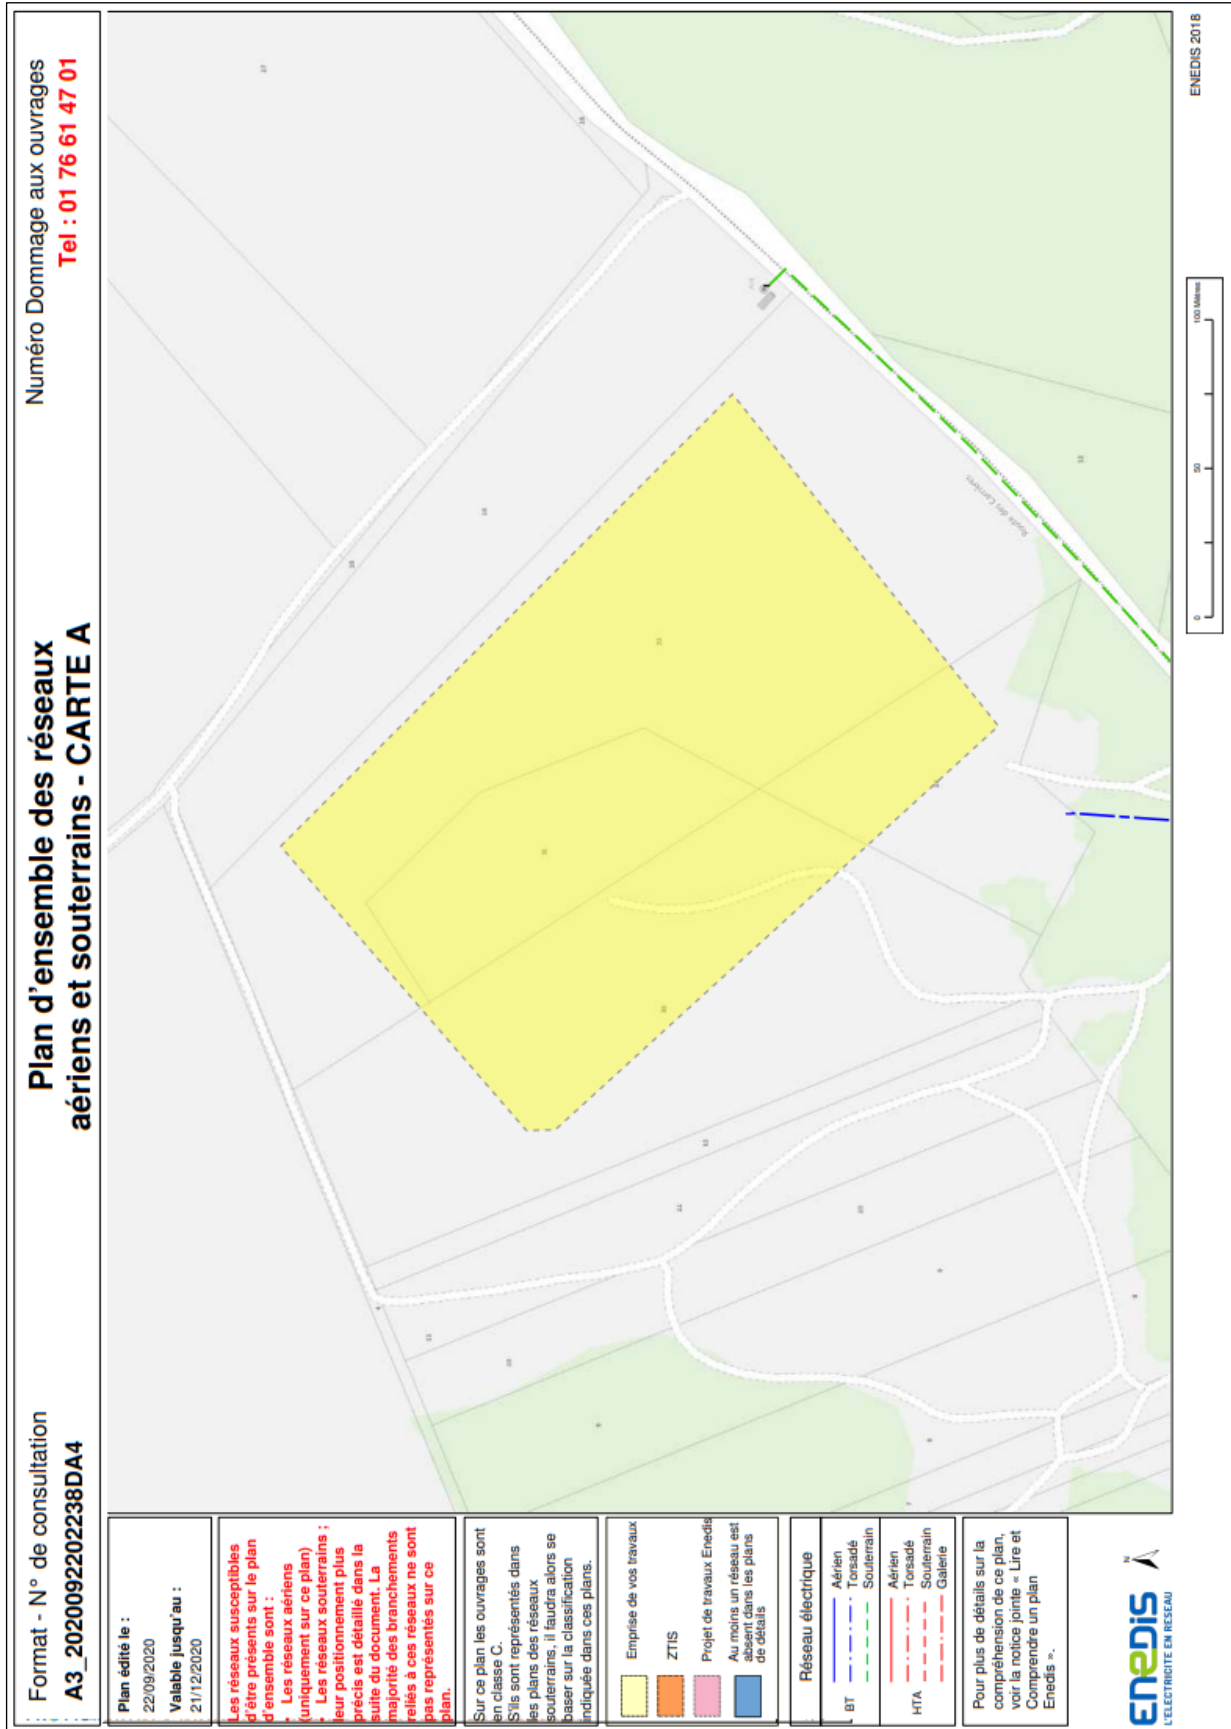 Format - N° de consultation
A3_2020092202238DA4
Plan d'ensemble des réseaux
aériens et souterrains - CARTE A
Numéro Dommage aux ouvrages
Tel : 01 76 61 47 01
Plan édité le :
22/09/2020
Valable jusqu'au :
21/12/2020
Les réseaux susceptibles
d'être présents sur le plan
d'ensemble sont :
• Les réseaux aériens
(uniquement sur ce plan)
• Les réseaux souterrains ;
leur positionnement plus
précis est détaillé dans la
suite du document. La
majorité des branchements
reliés à ces réseaux ne sont
pas représentés sur ce
plan.
Sur ce plan les ouvrages sont
en classe C.
S'ils sont représentés dans
les plans des réseaux
souterrains, il faudra alors se
baser sur la classification
indiquée dans ces plans.
Emprise de vos travaux
ZTIS
Projet de travaux Enedis
Au moins un réseau est
absent dans les plans
de détails
Réseau électrique
BT
Aérien
Torsadé
Souterrain
HTA
Aérien
Torsadé
Souterrain
Galerie
Pour plus de détails sur la
compréhension de ce plan,
voir la notice jointe « Lire et
Comprendre un plan
Enedis ».
ENEDIS
L'ELECTRICITE EN RESEAU
N
Route des Carrières
0 50 100 Mètres
ENEDIS 2018